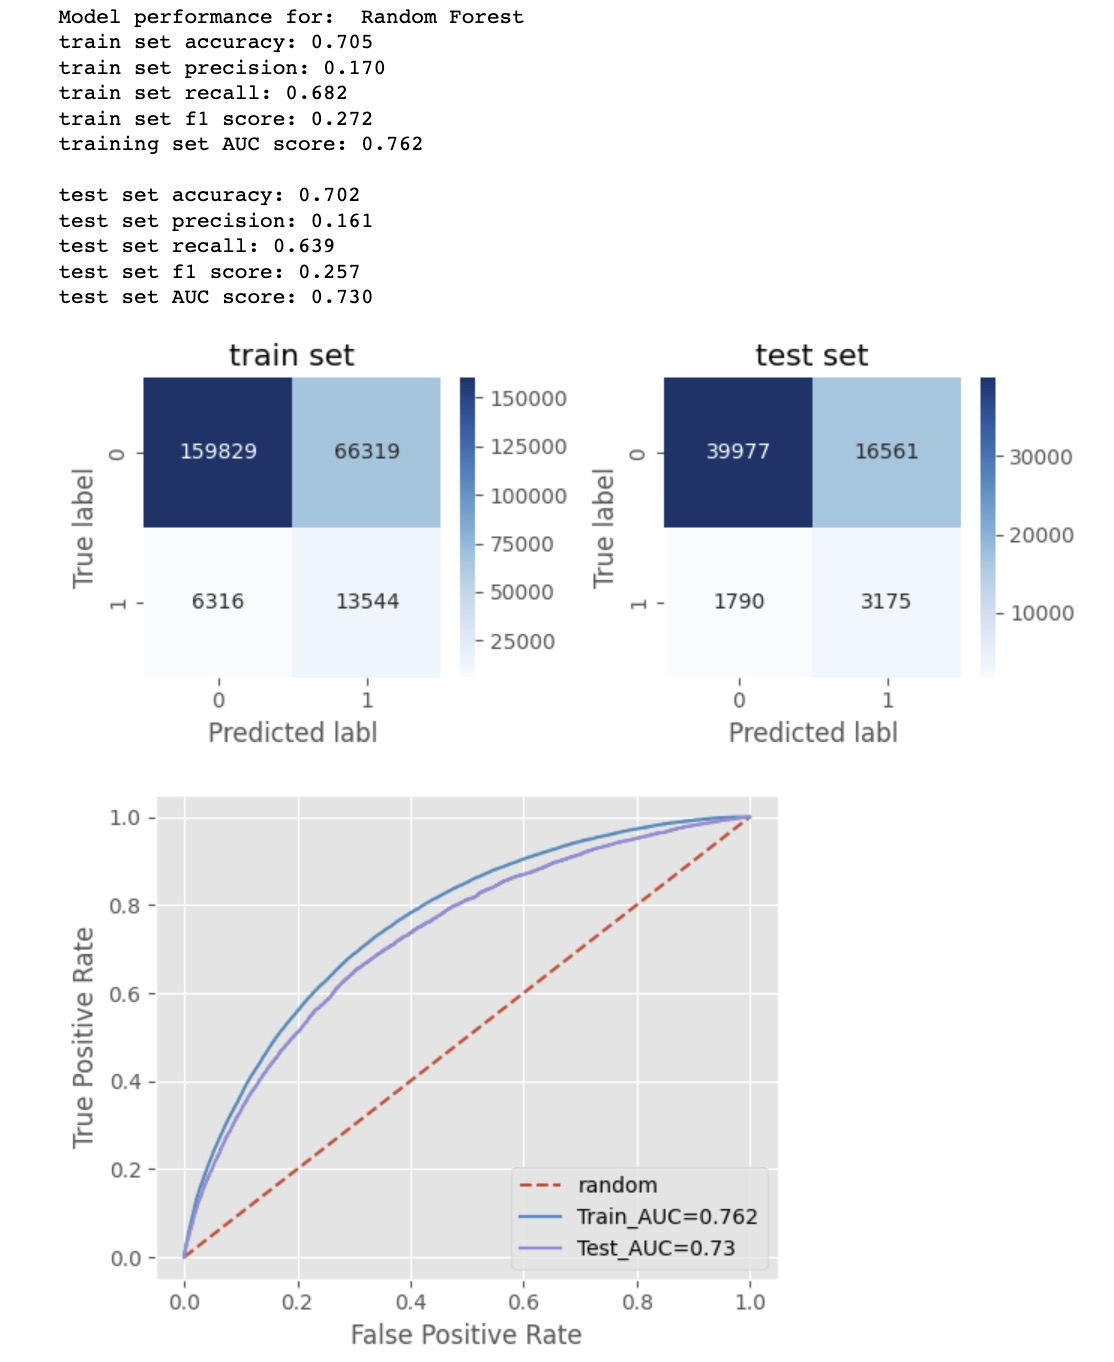 Model performance for:  Random Forest
train set accuracy: 0.705
train set precision: 0.170
train set recall: 0.682
train set f1 score: 0.272
training set AUC score: 0.762
test set accuracy: 0.702
test set precision: 0.161
test set recall: 0.639
test set f1 score: 0.257
test set AUC score: 0.730
train set
159829 66319
6316 13544
0
1
True label
0 1
Predicted labl
150000
125000
100000
75000
50000
25000
test set
39977 16561
1790 3175
0
1
True label
0 1
Predicted labl
30000
20000
10000
1.0
0.8
0.6
0.4
0.2
0.0
True Positive Rate
random
Train_AUC=0.762
Test_AUC=0.73
0.0 0.2 0.4 0.6 0.8 1.0
False Positive Rate